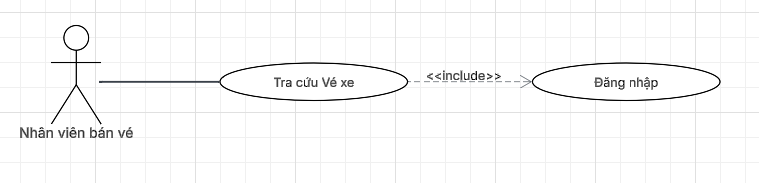 <<include>>
Tra cứu Vé xe
Đăng nhập
Nhân viên bán vé